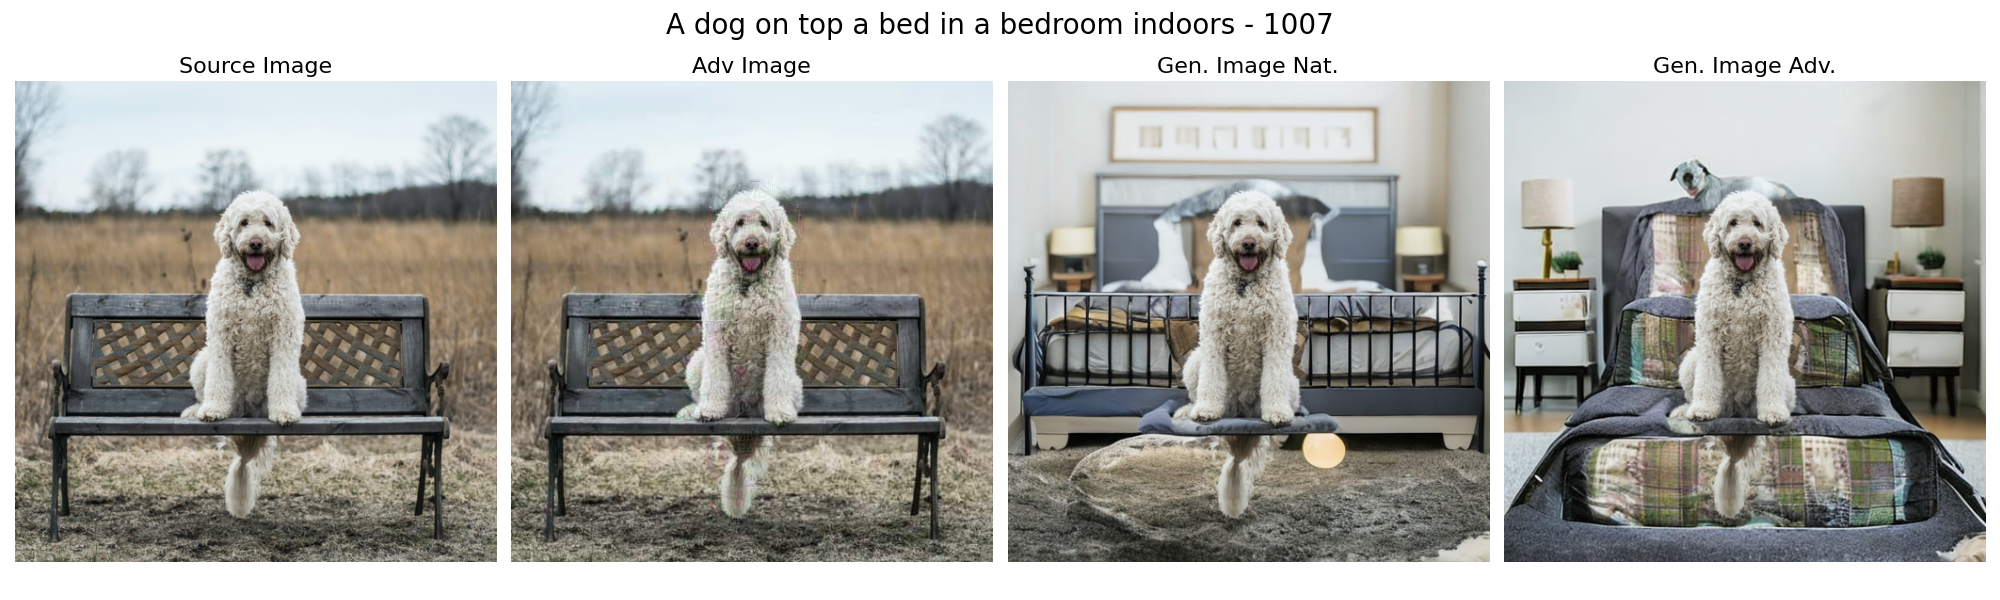 A dog on top a bed in a bedroom indoors - 1007
Source Image
Adv Image
Gen. Image Nat.
Gen. Image Adv.